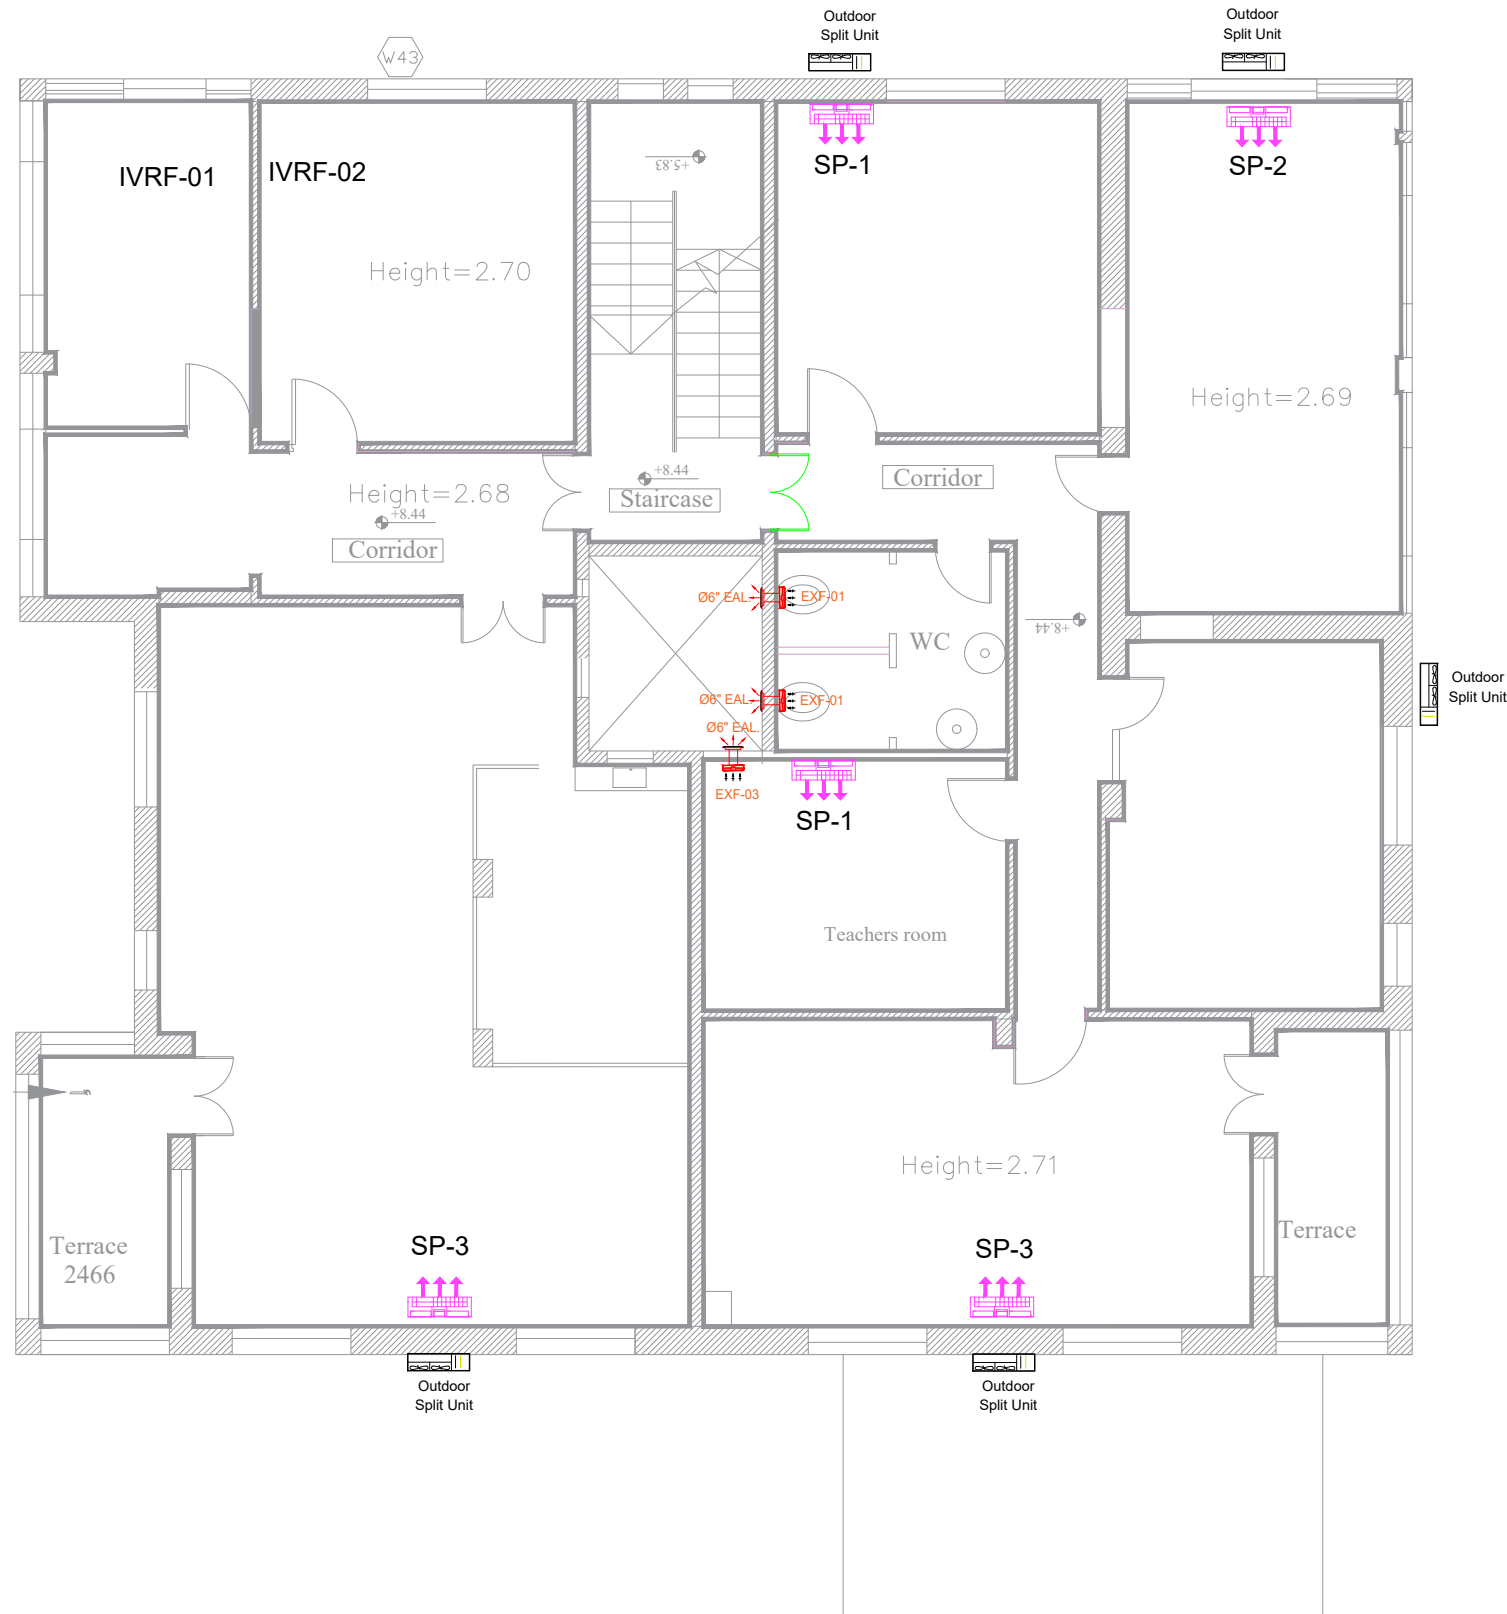 Outdoor
Split Unit
Outdoor
Split Unit
W43
IVRF-01
IVRF-02
+5.83
SP-1
SP-2
Height=2.70
Height=2.69
+8.44
Staircase
Corridor
Height=2.68
+8.44
Corridor
Ø6" EAL.
EXF-01
+8.44
WC
Outdoor
Split Unit
Ø6" EAL.
EXF-01
Ø6" EAL.
EXF-03
SP-1
Teachers room
Height=2.71
Terrace
2466
SP-3
SP-3
Terrace
Outdoor
Split Unit
Outdoor
Split Unit